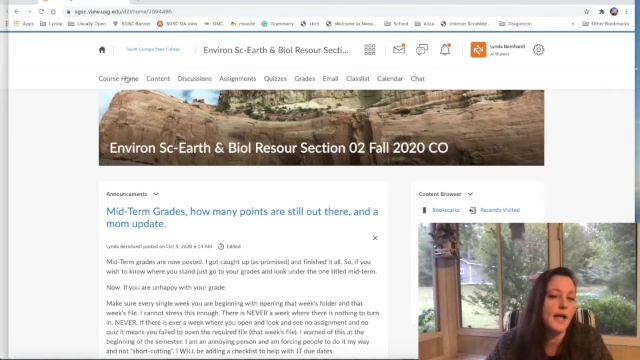 sgsc.view.usg.edu/d2l/home/2094495
Apps
Lynda
Usually Open
SGSC Banner
SGSC GA view
GMC
moodle
Grammarly
cknit
Welcome to Neop...
School
Aliza
Internet Scrabble...
Dragonzoo
Other Bookmarks
South Georgia State College
Environ Sc-Earth & Biol Resour Secti...
Lynda Bernhardt
as Student
Course Home Content Discussions Assignments Quizzes Grades Email Classlist Calendar Chat
Environ Sc-Earth & Biol Resour Section 02 Fall 2020 CO
Announcements
Mid-Term Grades, how many points are still out there, and a
mom update.
Lynda Bernhardt posted on Oct 5, 2020 6:14 AM
Edited
Mid-Term grades are now posted. I got caught up (as promised) and finished it all. So, if you
wish to know where you stand just go to your grades and look under the one titled mid-term.
Now. If you are unhappy with your grade:
Make sure every single week you are beginning with opening that week's folder and that
file. I cannot stress this enough. There is NEVER a week where there is nothing to turn
in, NEVER. If there is ever a week where you open and look and see no assignment and no
quiz it means you failed to open the required file (that week's file). I warned of this at the
beginning of the semester. I am an annoying person and am forcing people to do it my way
and not "short-cutting". I WILL be adding a checklist to help with JT due dates.
Content Browser
Bookmarks
Recently Visited